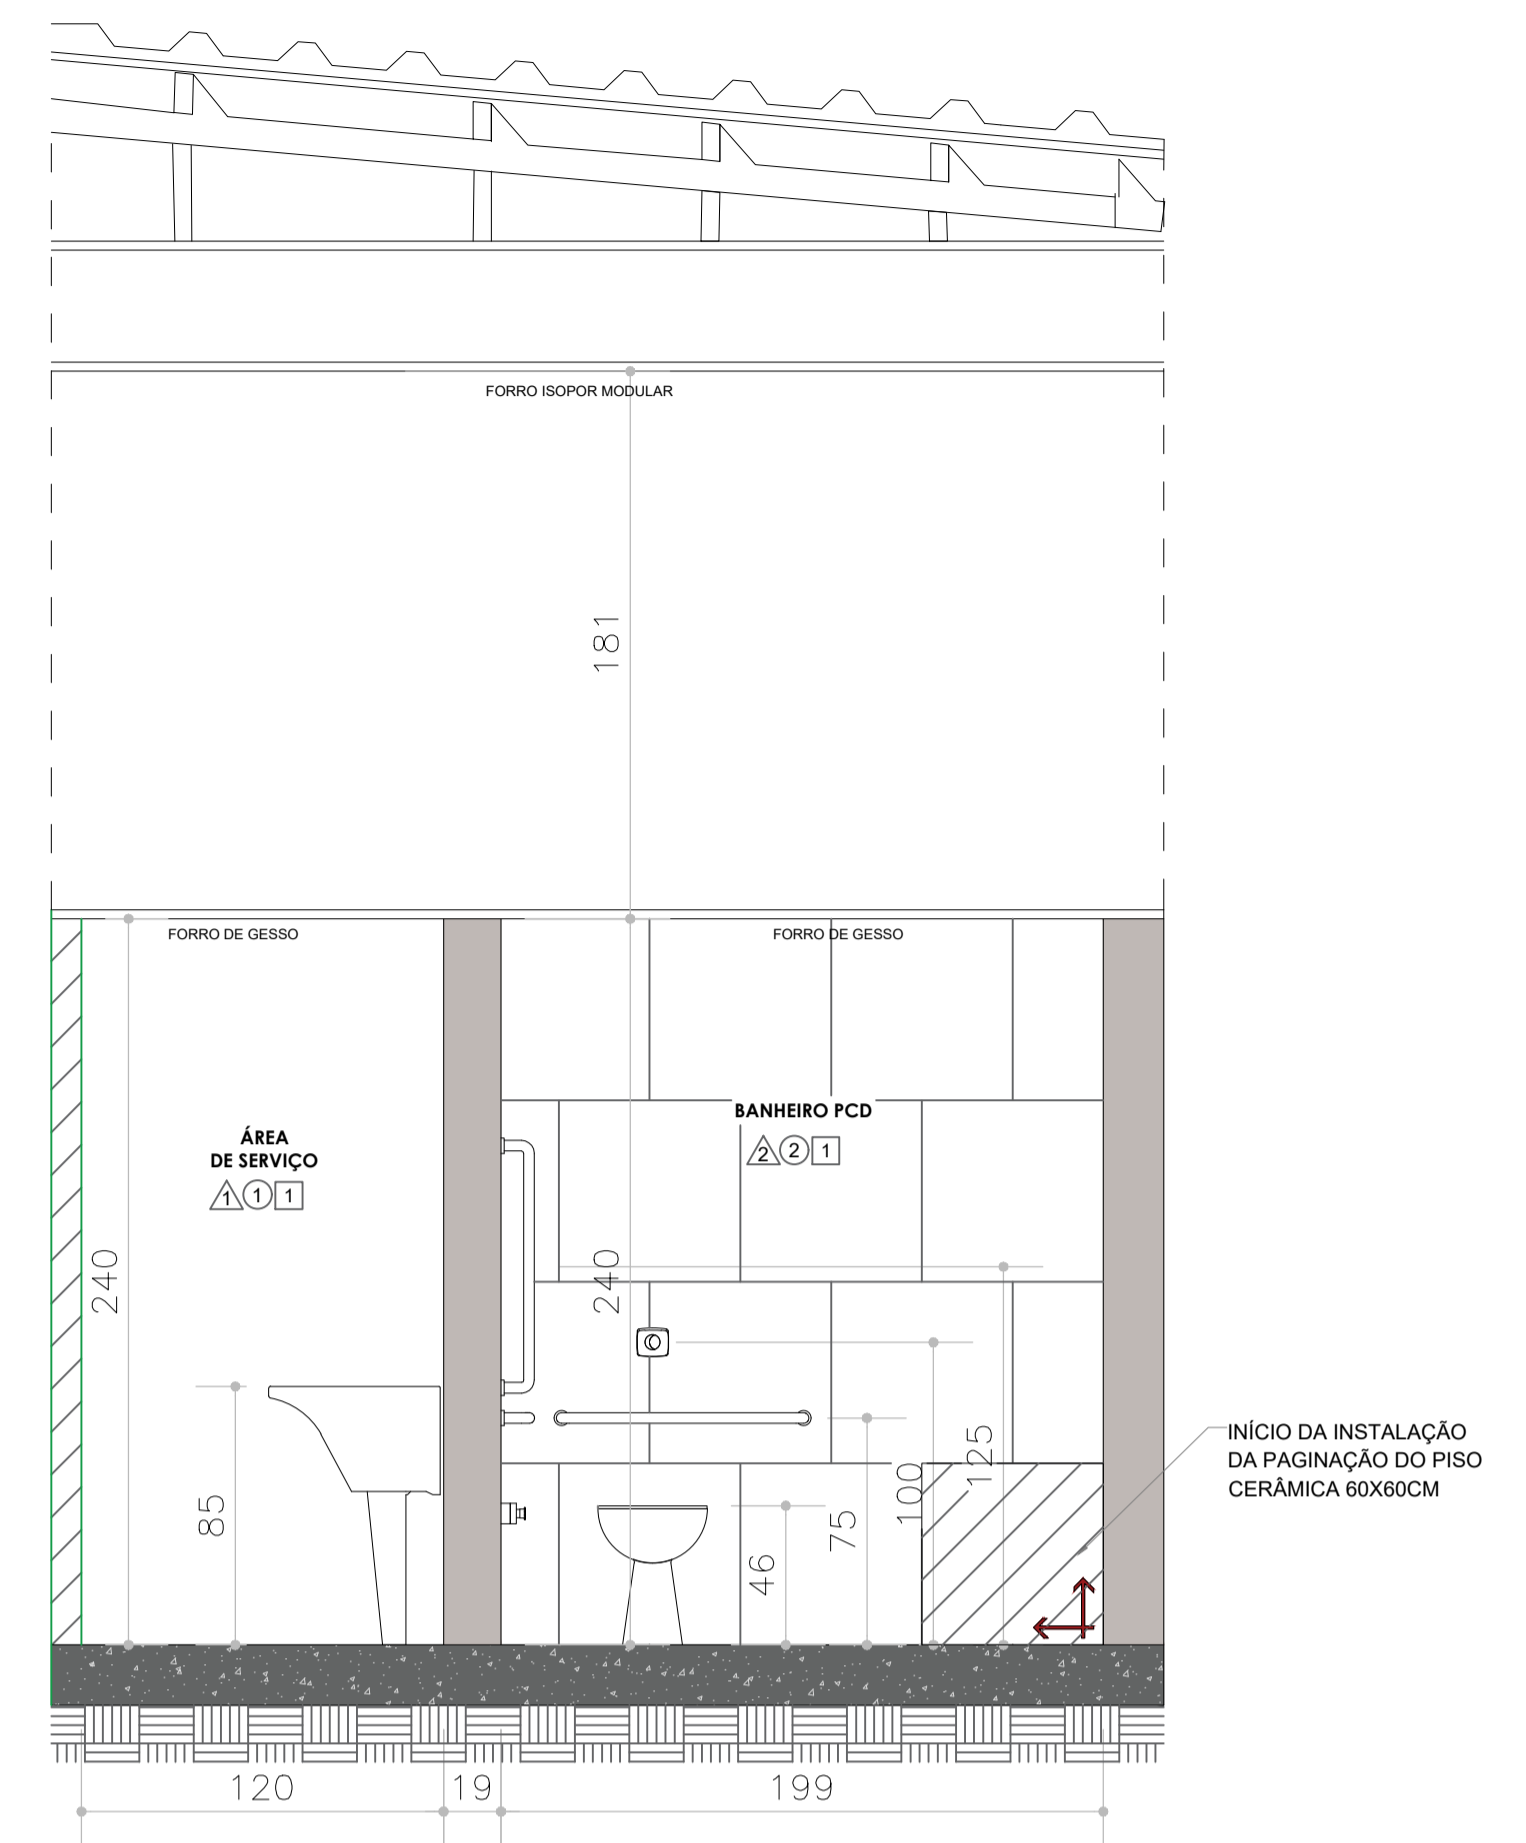 FORRO ISOPOR MODULAR
181
FORRO DE GESSO
FORRO DE GESSO
ÁREA
DE SERVIÇO
1 1 1
BANHEIRO PCD
2 2 1
240
240
85
46
75
100
125
INÍCIO DA INSTALAÇÃO
DA PAGINAÇÃO DO PISO
CERÂMICA 60X60CM
120
19
199